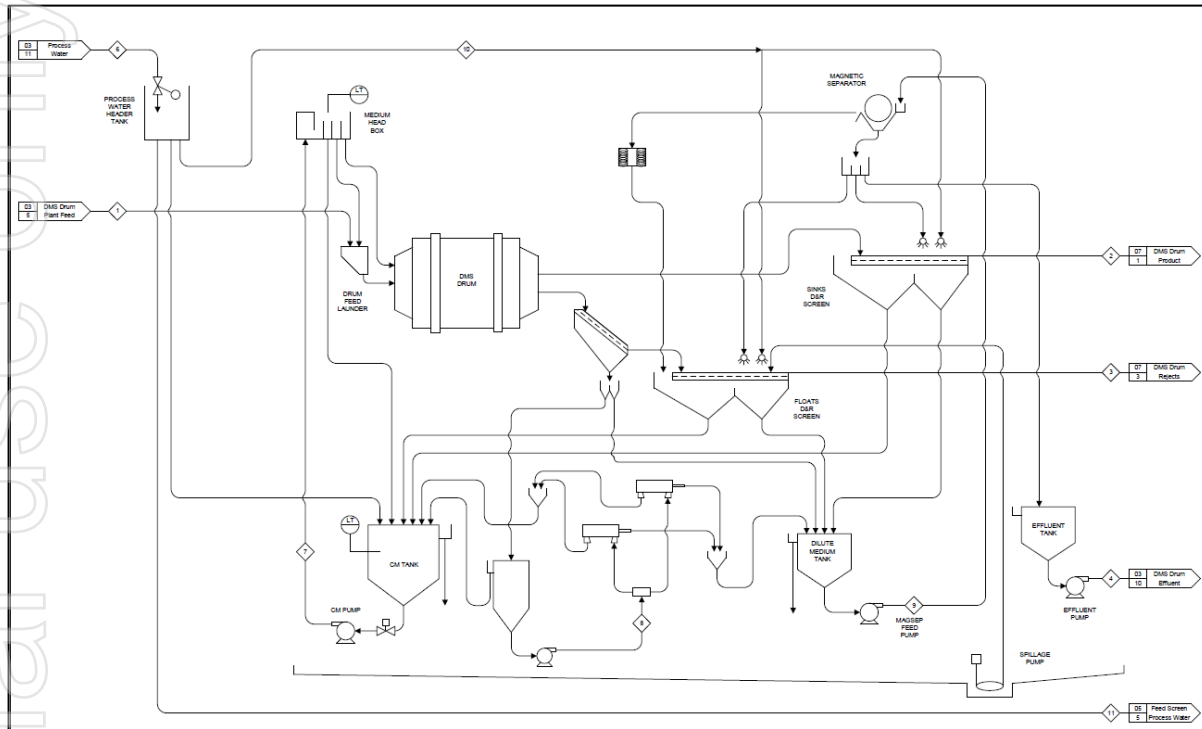 03
11
Process
Water
6
10
PROCESS
WATER
HEADER
TANK
LT
MEDIUM
HEAD
BOX
MAGNETIC
SEPARATOR
03
6
DMS Drum
Plant Feed
1
DRUM
FEED
LAUNDER
DMS
DRUM
SINKS
D&R
SCREEN
2
07
1
DMS Drum
Product
FLOATS
D&R
SCREEN
3
07
3
DMS Drum
Rejects
LT
CM TANK
7
CM PUMP
8
DILUTE
MEDIUM
TANK
9
MAGSEP
FEED
PUMP
EFFLUENT
TANK
4
03
10
DMS Drum
Effluent
EFFLUENT
PUMP
SPILLAGE
PUMP
11
05
5
Feed Screen
Process Water